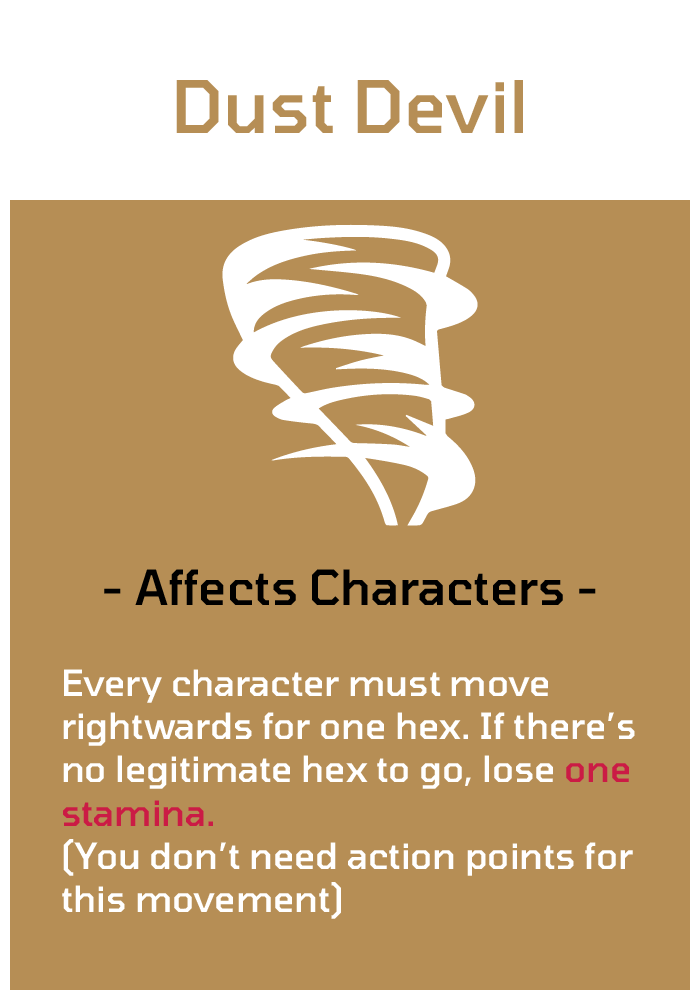 Dust Devil
- Affects Characters -
Every character must move
rightwards for one hex. If there’s
no legitimate hex to go, lose one
stamina.
(You don’t need action points for
this movement)